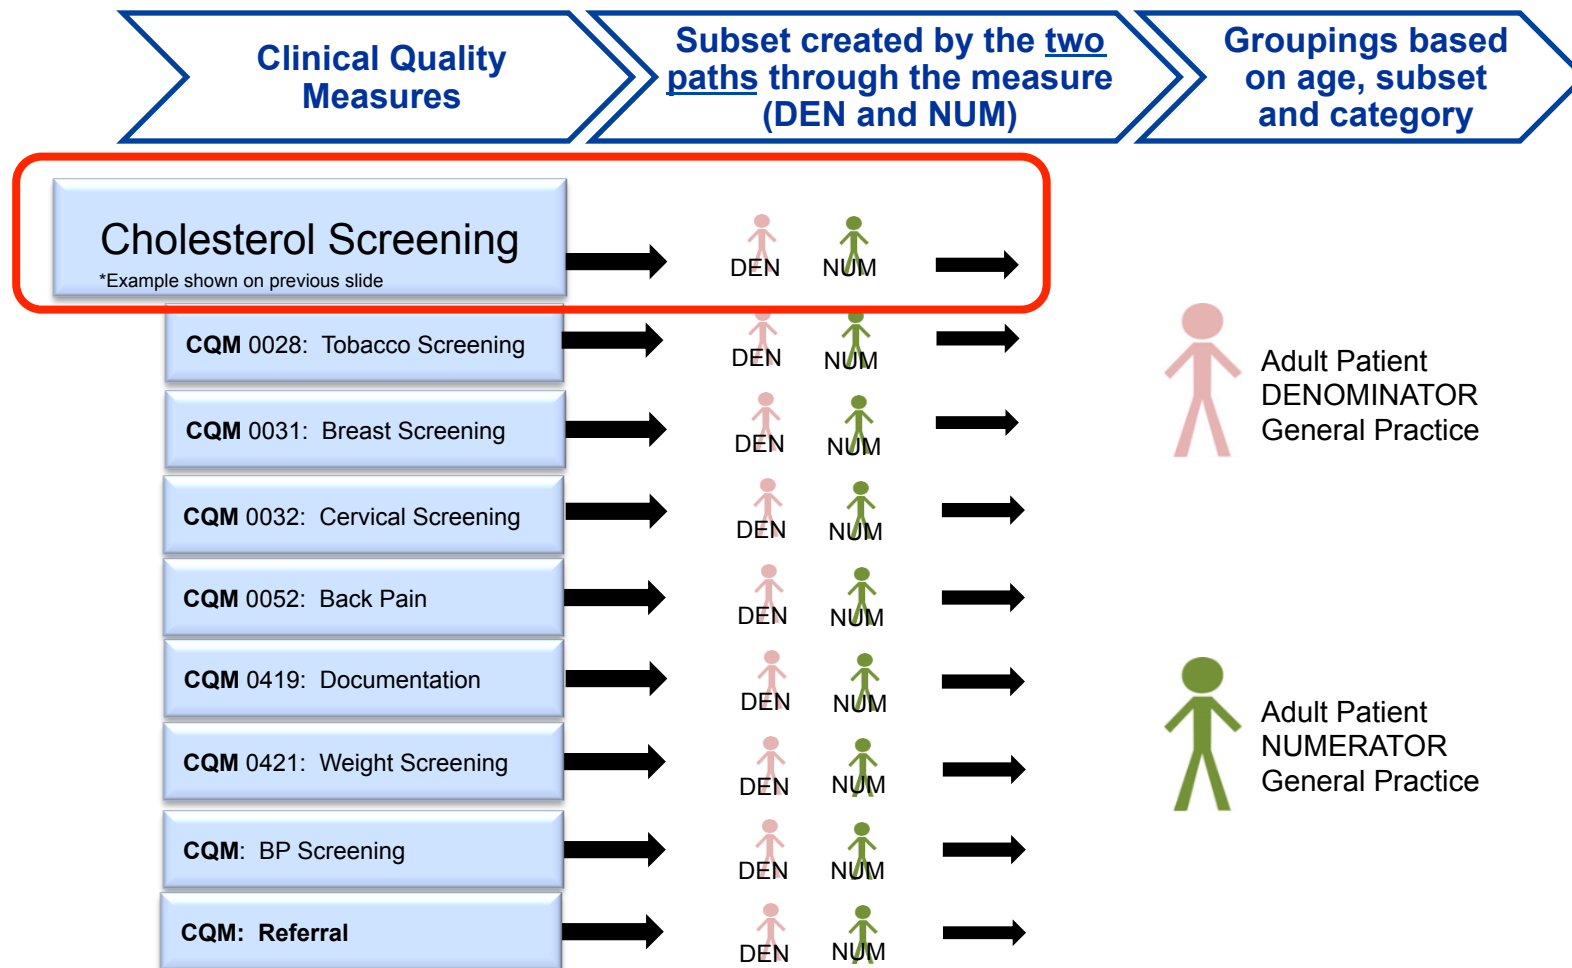 Clinical Quality
Measures
Subset created by the two
paths through the measure
(DEN and NUM)
Groupings based
on age, subset
and category
Cholesterol Screening
*Example shown on previous slide
DEN
NUM
CQM 0028:  Tobacco Screening
DEN
NUM
CQM 0031:  Breast Screening
DEN
NUM
CQM 0032:  Cervical Screening
DEN
NUM
CQM 0052:  Back Pain
DEN
NUM
CQM 0419:  Documentation
DEN
NUM
CQM 0421:  Weight Screening
DEN
NUM
CQM:  BP Screening
DEN
NUM
CQM:  Referral
DEN
NUM
Adult Patient
DENOMINATOR
General Practice
Adult Patient
NUMERATOR
General Practice